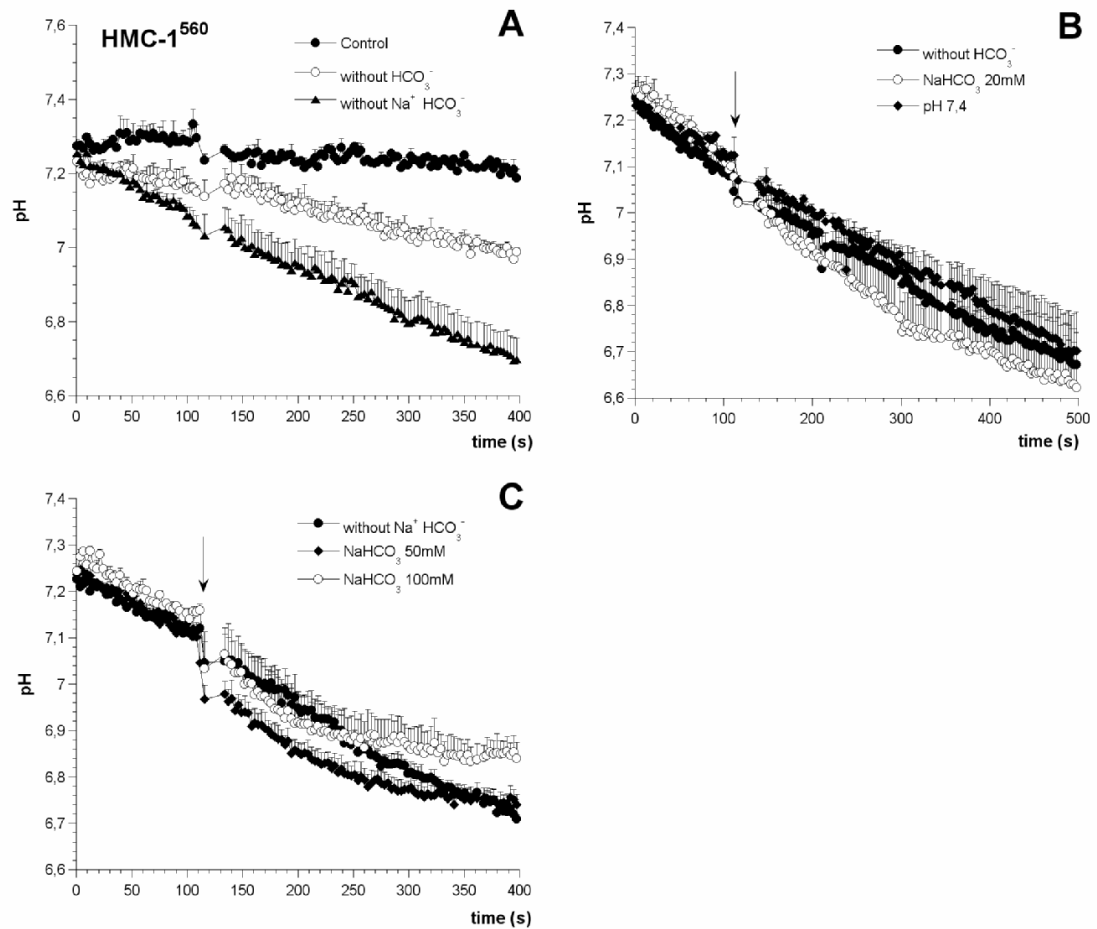 A
HMC-1⁵⁶⁰
Control
without HCO₃⁻
without Na⁺ HCO₃⁻
7,6
7,4
7,2
7
6,8
6,6
pH
0 50 100 150 200 250 300 350 400
time (s)
B
without HCO₃⁻
NaHCO₃ 20mM
pH 7,4
7,4
7,3
7,2
7,1
7
6,9
6,8
6,7
6,6
pH
0 100 200 300 400 500
time (s)
C
without Na⁺ HCO₃⁻
NaHCO₃ 50mM
NaHCO₃ 100mM
7,4
7,3
7,2
7,1
7
6,9
6,8
6,7
6,6
pH
0 50 100 150 200 250 300 350 400
time (s)